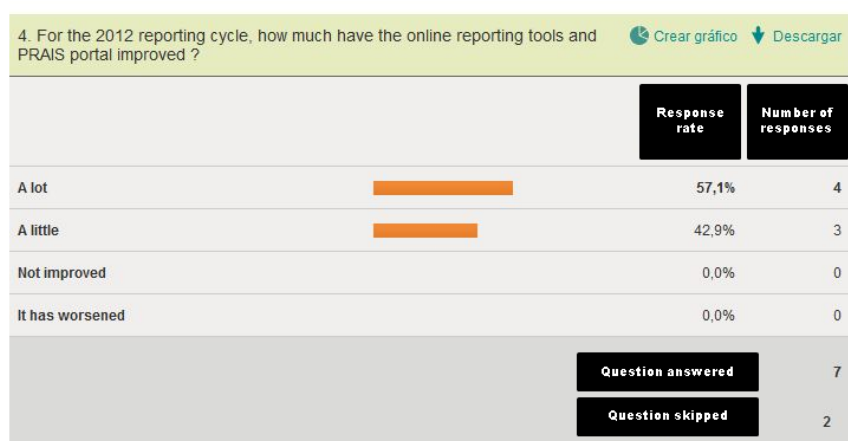 4. For the 2012 reporting cycle, how much have the online reporting tools and
PRAIS portal improved ?
Crear gráfico Descargar
Response
rate
Number of
responses
A lot 57,1% 4
A little 42,9% 3
Not improved 0,0% 0
It has worsened 0,0% 0
Question answered 7
Question skipped 2